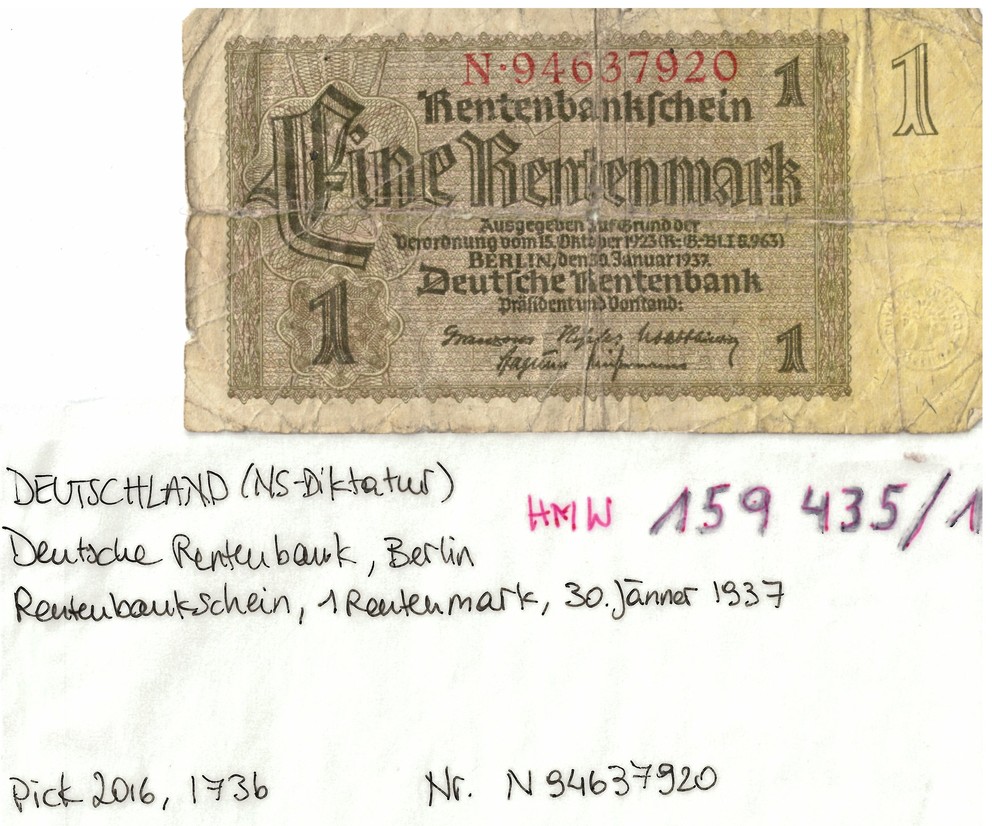 N·94637920
1
1
Rentenbankschein
Eine Rentenmark
Ausgegeben auf Grund der
Verordnung vom 15. Oktober 1923 (R.-G.-Bl. I S. 963)
BERLIN, den 30. Januar 1937.
Deutsche Rentenbank
Präsident und Vorstand:
1
1
DEUTSCHLAND (NS-Diktatur)
HMW 159 435/1
Deutsche Rentenbank, Berlin
Rentenbankschein, 1 Rentenmark, 30. Jänner 1937
Pick 2016, 173b
Nr. N 94637920